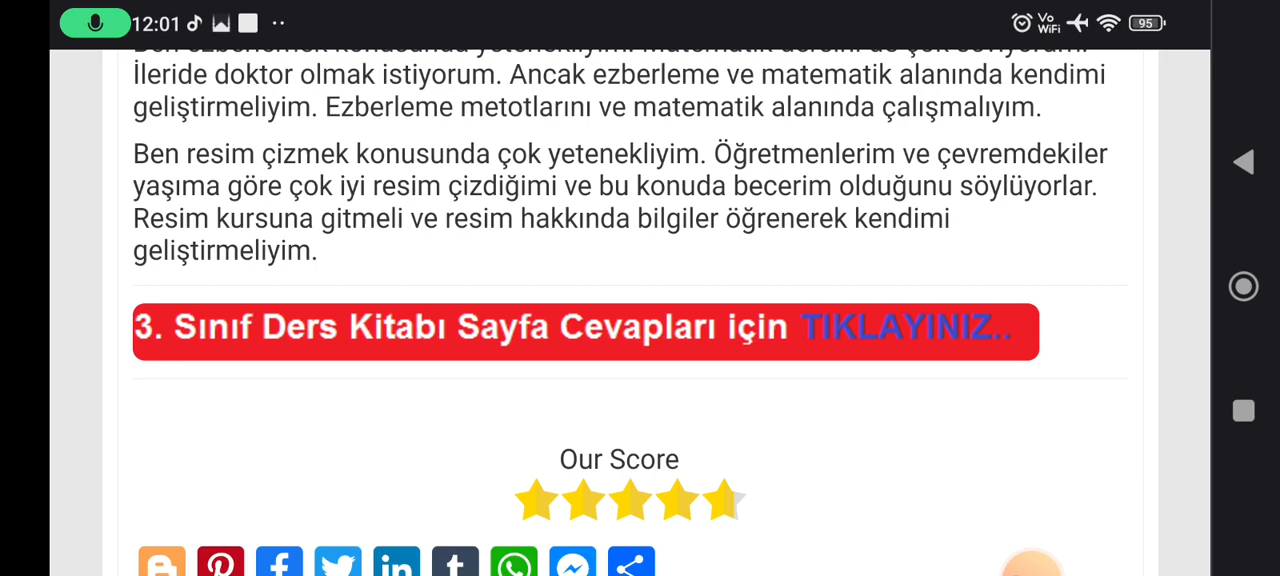 12:01
Vo
WiFi
95
İleride doktor olmak istiyorum. Ancak ezberleme ve matematik alanında kendimi
geliştirmeliyim. Ezberleme metotlarını ve matematik alanında çalışmalıyım.
Ben resim çizmek konusunda çok yetenekliyim. Öğretmenlerim ve çevremdekiler
yaşıma göre çok iyi resim çizdiğimi ve bu konuda becerim olduğunu söylüyorlar.
Resim kursuna gitmeli ve resim hakkında bilgiler öğrenerek kendimi
geliştirmeliyim.
3. Sınıf Ders Kitabı Sayfa Cevapları için TIKLAYINIZ..
Our Score